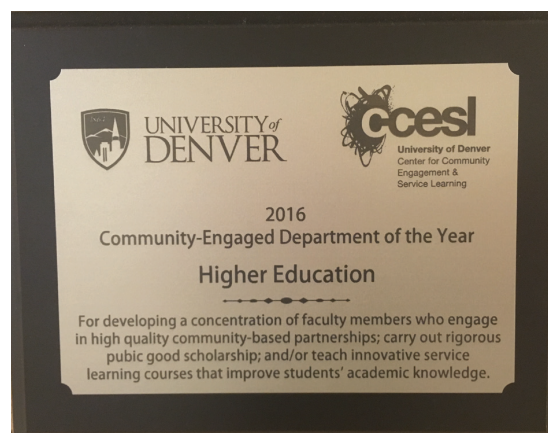 UNIVERSITY of
DENVER
ccesl
University of Denver
Center for Community
Engagement &
Service Learning
2016
Community-Engaged Department of the Year
Higher Education
For developing a concentration of faculty members who engage
in high quality community-based partnerships; carry out rigorous
pubic good scholarship; and/or teach innovative service
learning courses that improve students' academic knowledge.